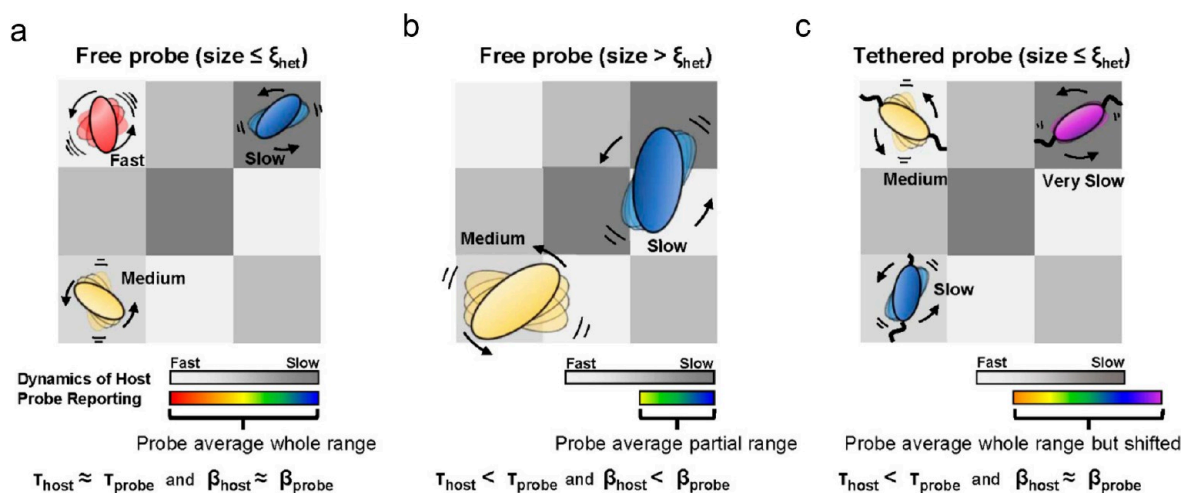 a
Free probe (size ≤ ξhet)
Fast
Slow
Medium
Fast Slow
Dynamics of Host
Probe Reporting
Probe average whole range
τhost ≈ τprobe and βhost ≈ βprobe
b
Free probe (size > ξhet)
Medium
Slow
Fast Slow
Probe average partial range
τhost < τprobe and βhost < βprobe
c
Tethered probe (size ≤ ξhet)
Medium
Very Slow
Slow
Fast Slow
Probe average whole range but shifted
τhost < τprobe and βhost ≈ βprobe